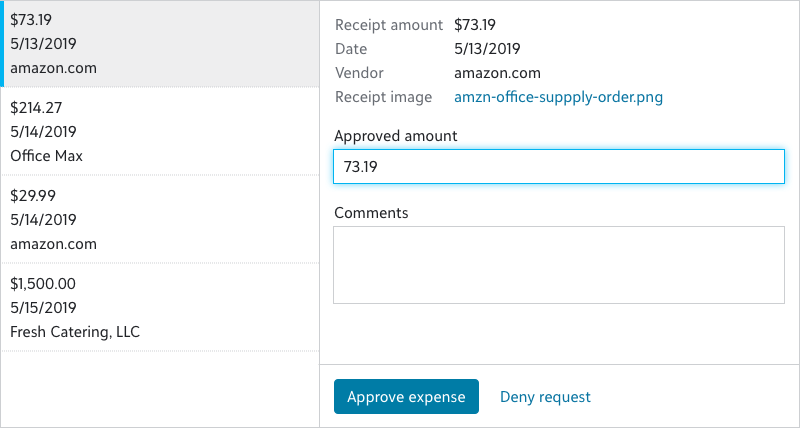 $73.19
5/13/2019
amazon.com
$214.27
5/14/2019
Office Max
$29.99
5/14/2019
amazon.com
$1,500.00
5/15/2019
Fresh Catering, LLC
Receipt amount $73.19
Date 5/13/2019
Vendor amazon.com
Receipt image amzn-office-suppply-order.png
Approved amount
73.19
Comments
Approve expense Deny request